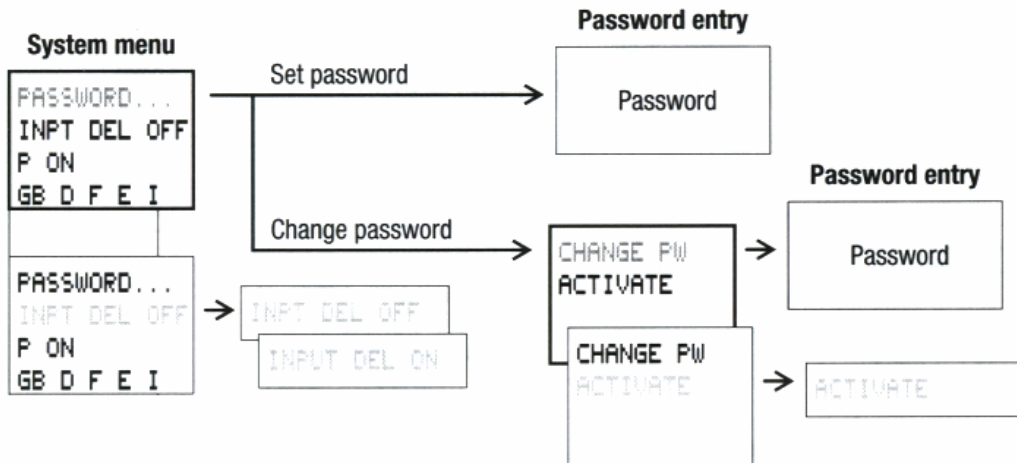 Password entry
System menu
Set password
Password
PASSWORD...
INPT DEL OFF
P ON
GB D F E I
Password entry
Change password
CHANGE PW
ACTIVATE
Password
PASSWORD...
INPT DEL OFF
P ON
GB D F E I
INPT DEL OFF
INPUT DEL ON
CHANGE PW
ACTIVATE
ACTIVATE